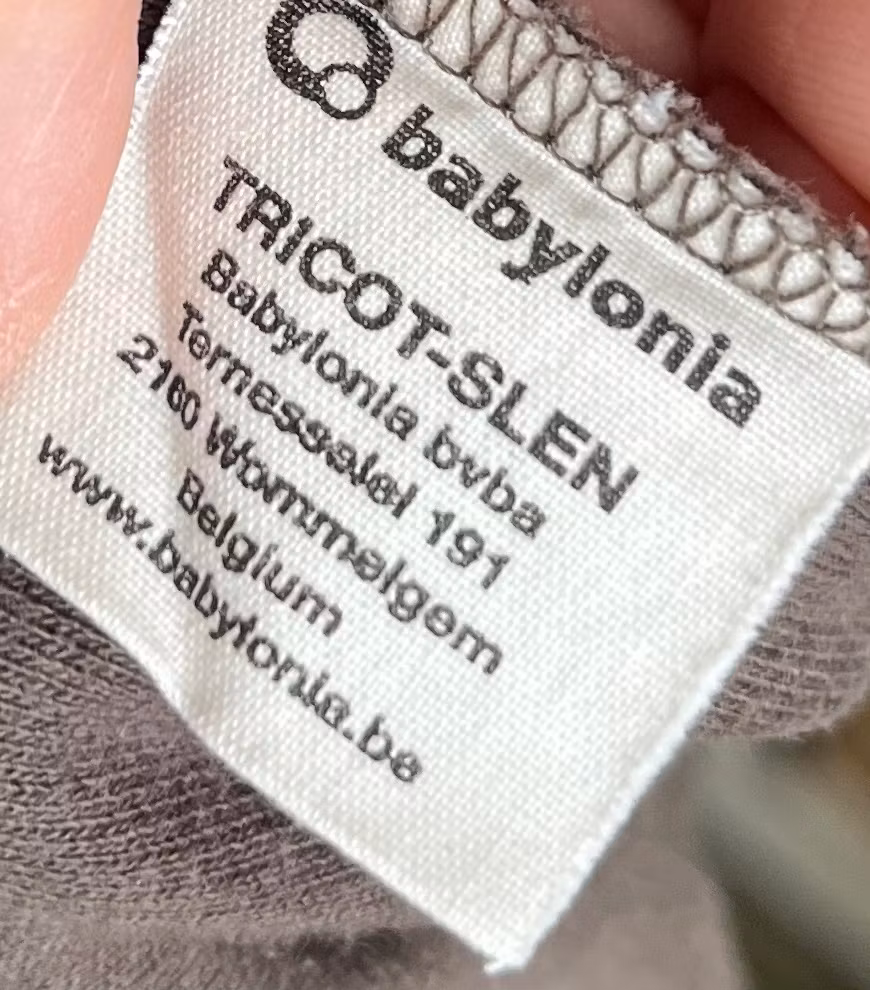 babylonia
TRICOT-SLEN
Babylonia bvba
Ternesselei 191
2160 Wommelgem
Belgium
www.babylonia.be